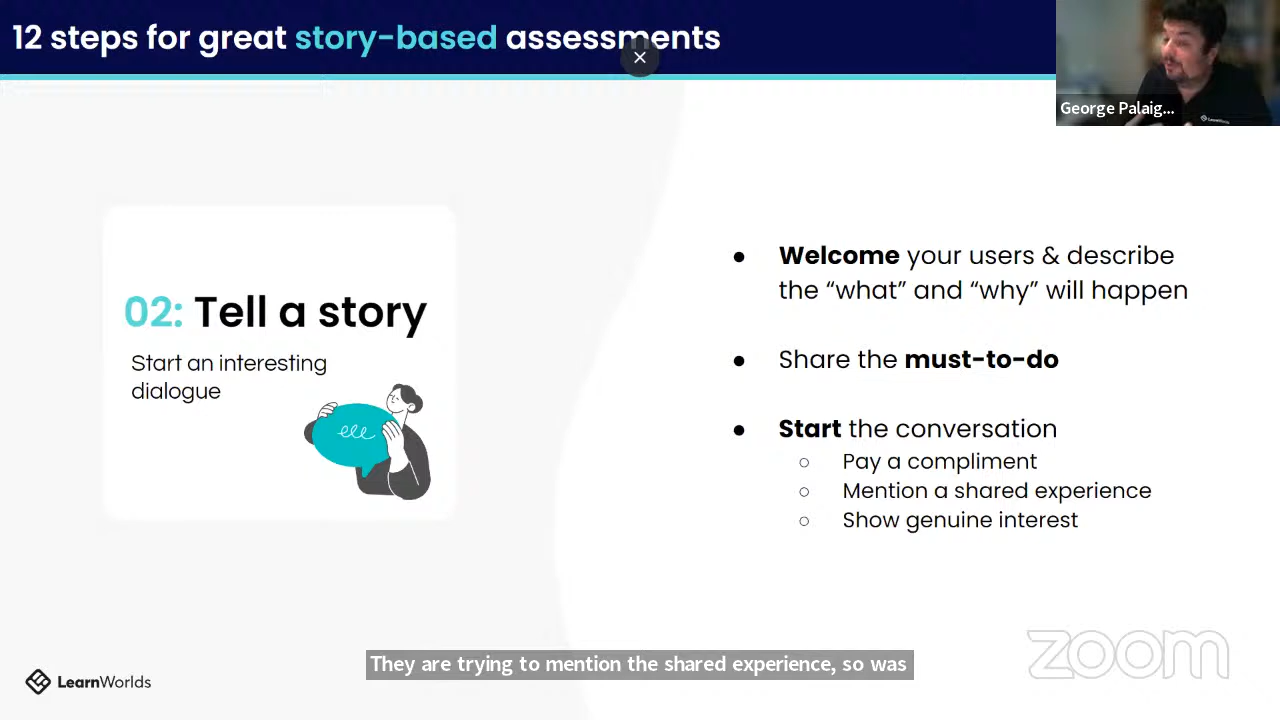 12 steps for great story-based assessments
George Palaig...
02: Tell a story
Start an interesting
dialogue
● Welcome your users & describe
the “what” and “why” will happen
● Share the must-to-do
● Start the conversation
○ Pay a compliment
○ Mention a shared experience
○ Show genuine interest
They are trying to mention the shared experience, so was
LearnWorlds
zoom